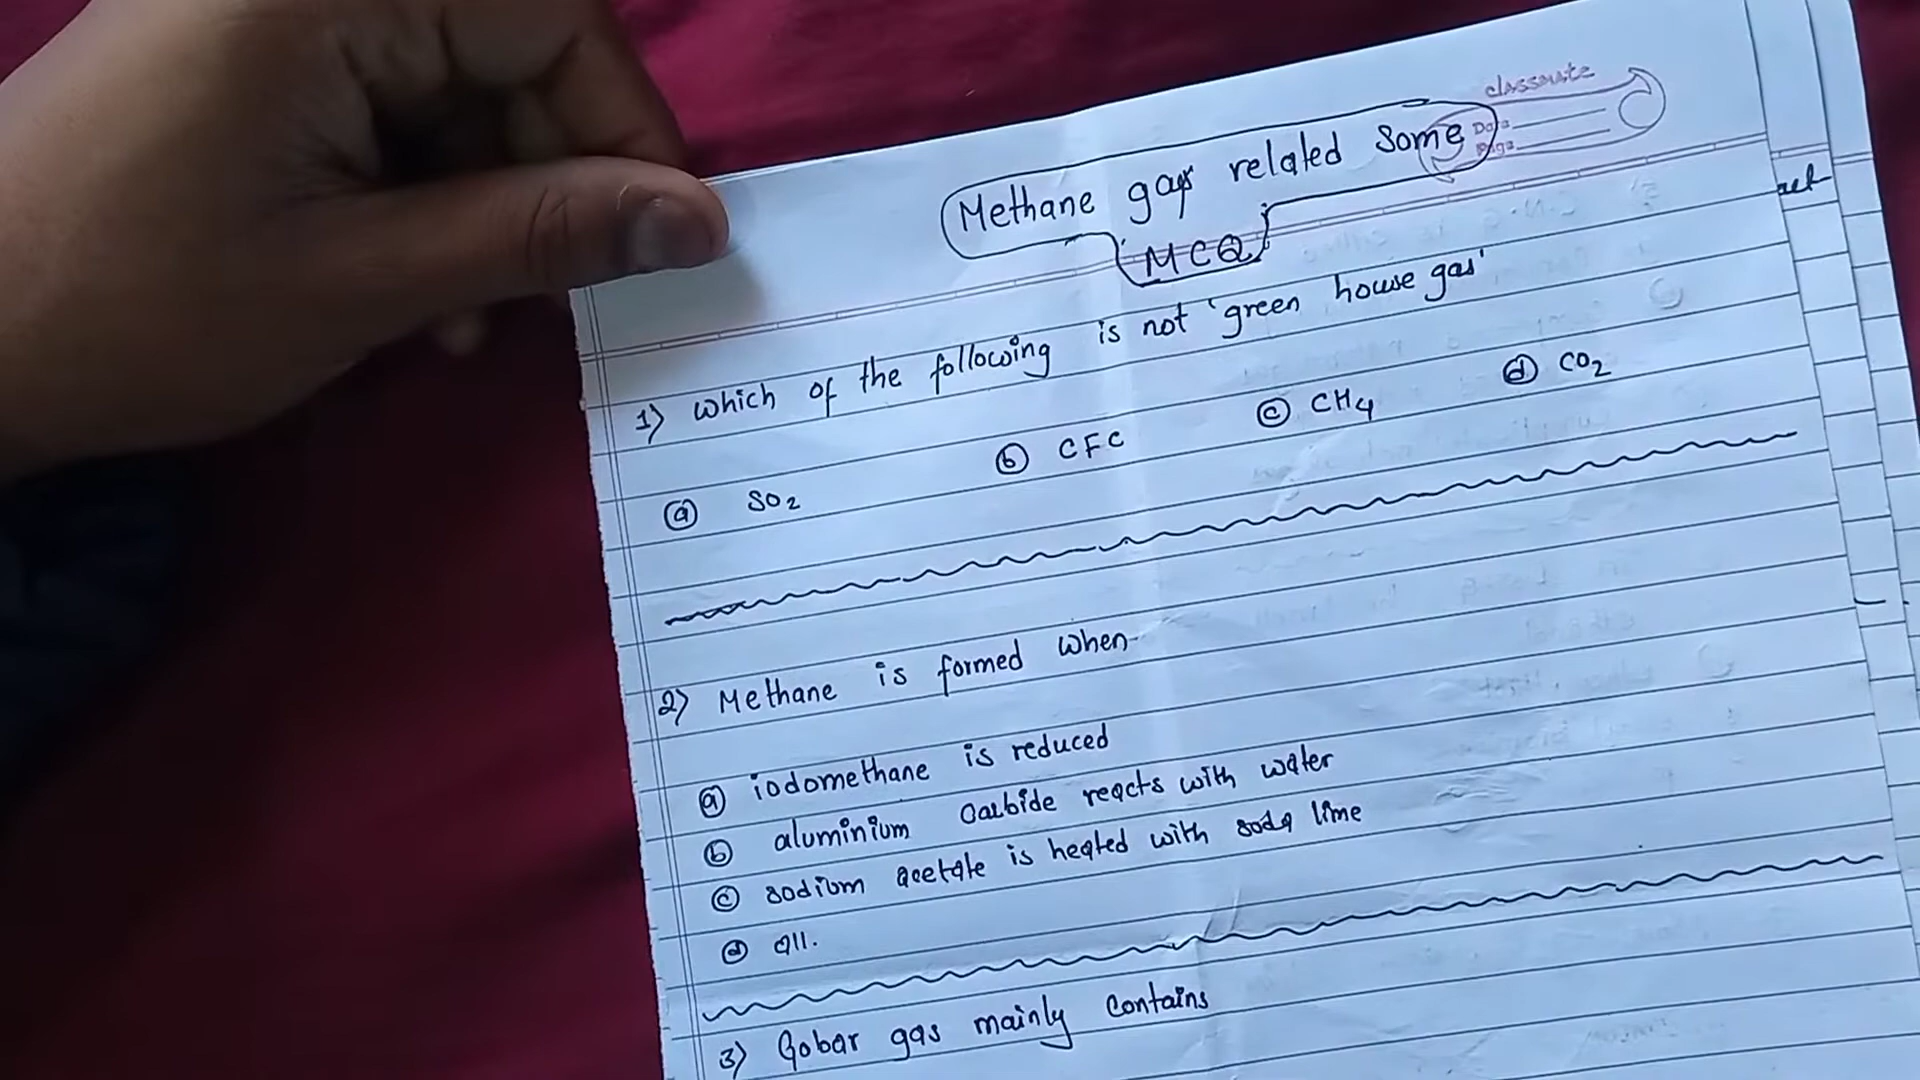 classmate
Date
Page
Methane gas related some
MCQ
1) which of the following is not 'green house gas'
ⓐ SO₂ ⓑ CFC ⓒ CH₄ ⓓ CO₂
2) Methane is formed when-
ⓐ iodomethane is reduced
ⓑ aluminium carbide reacts with water
ⓒ sodium acetate is heated with soda lime
ⓓ all.
3) Gobar gas mainly contains